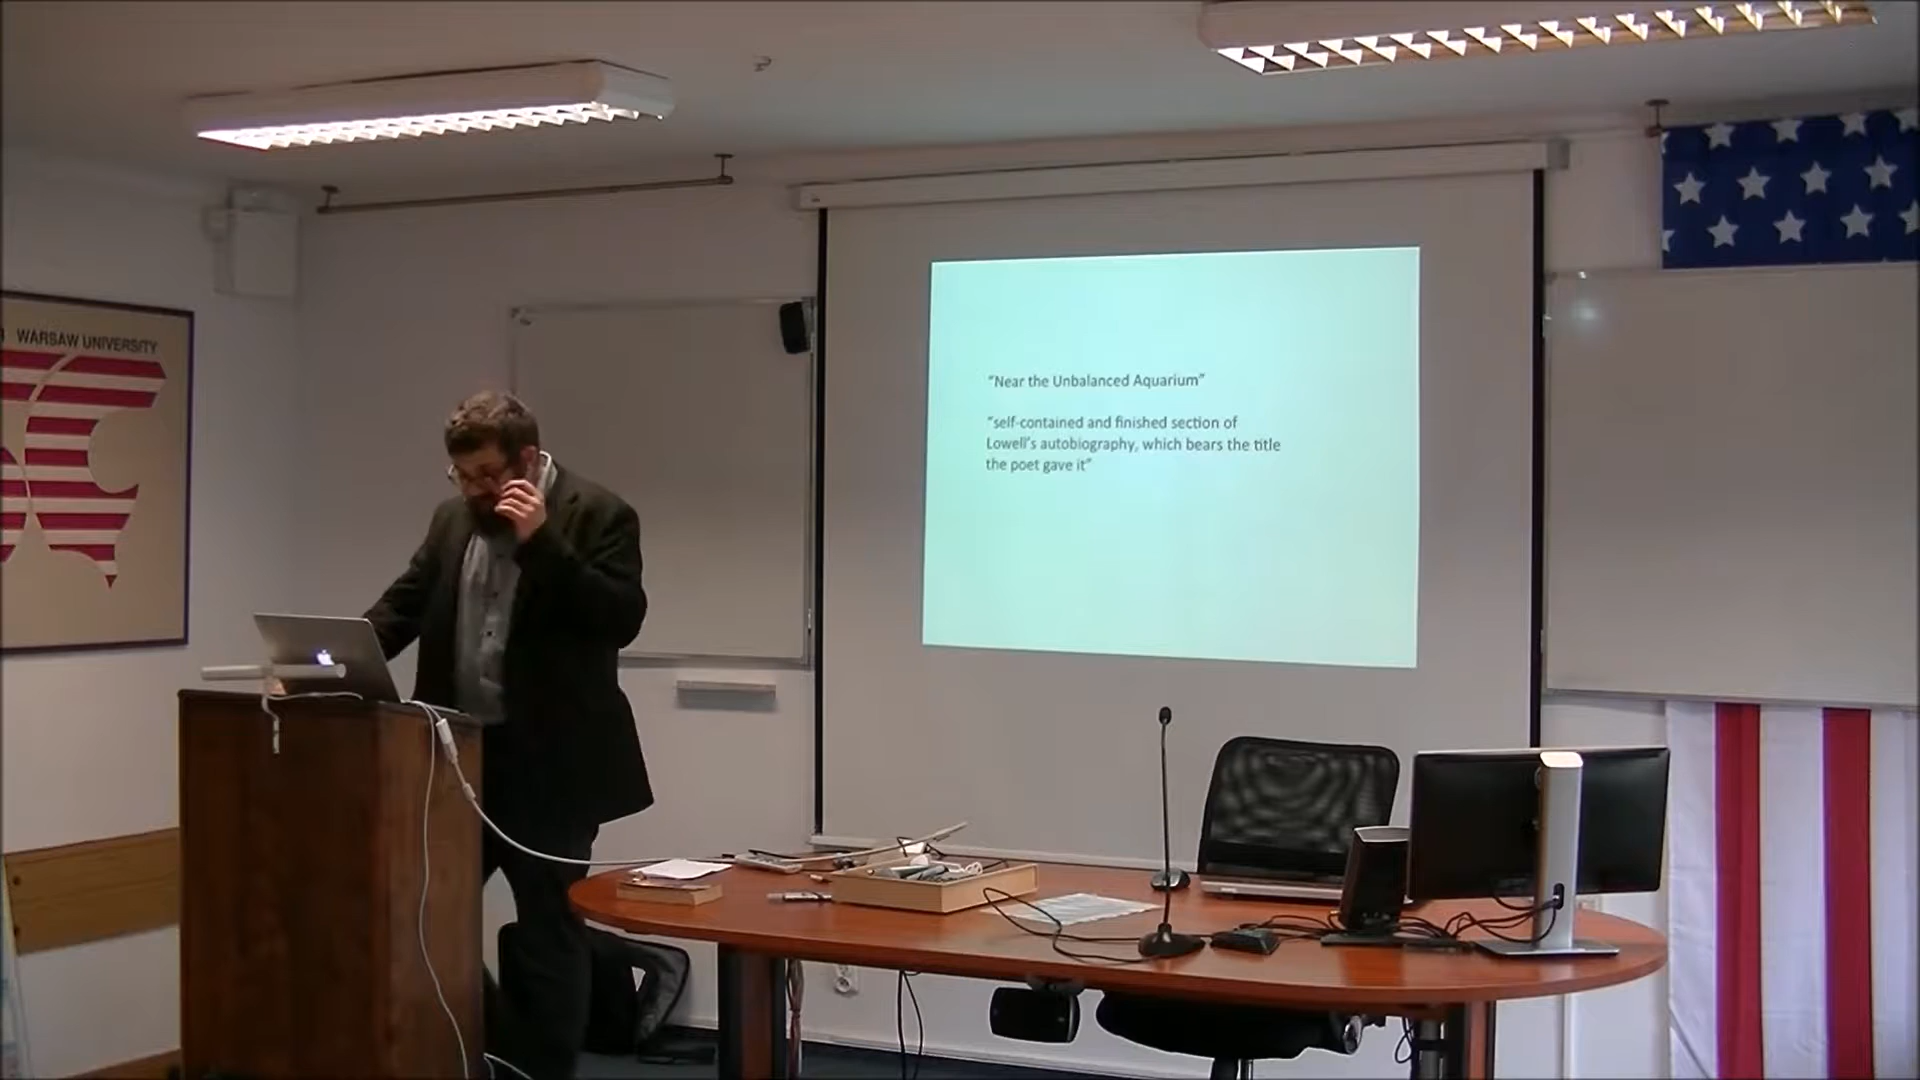 WARSAW UNIVERSITY
“Near the Unbalanced Aquarium”
“self-contained and finished section of
Lowell’s autobiography, which bears the title
the poet gave it”